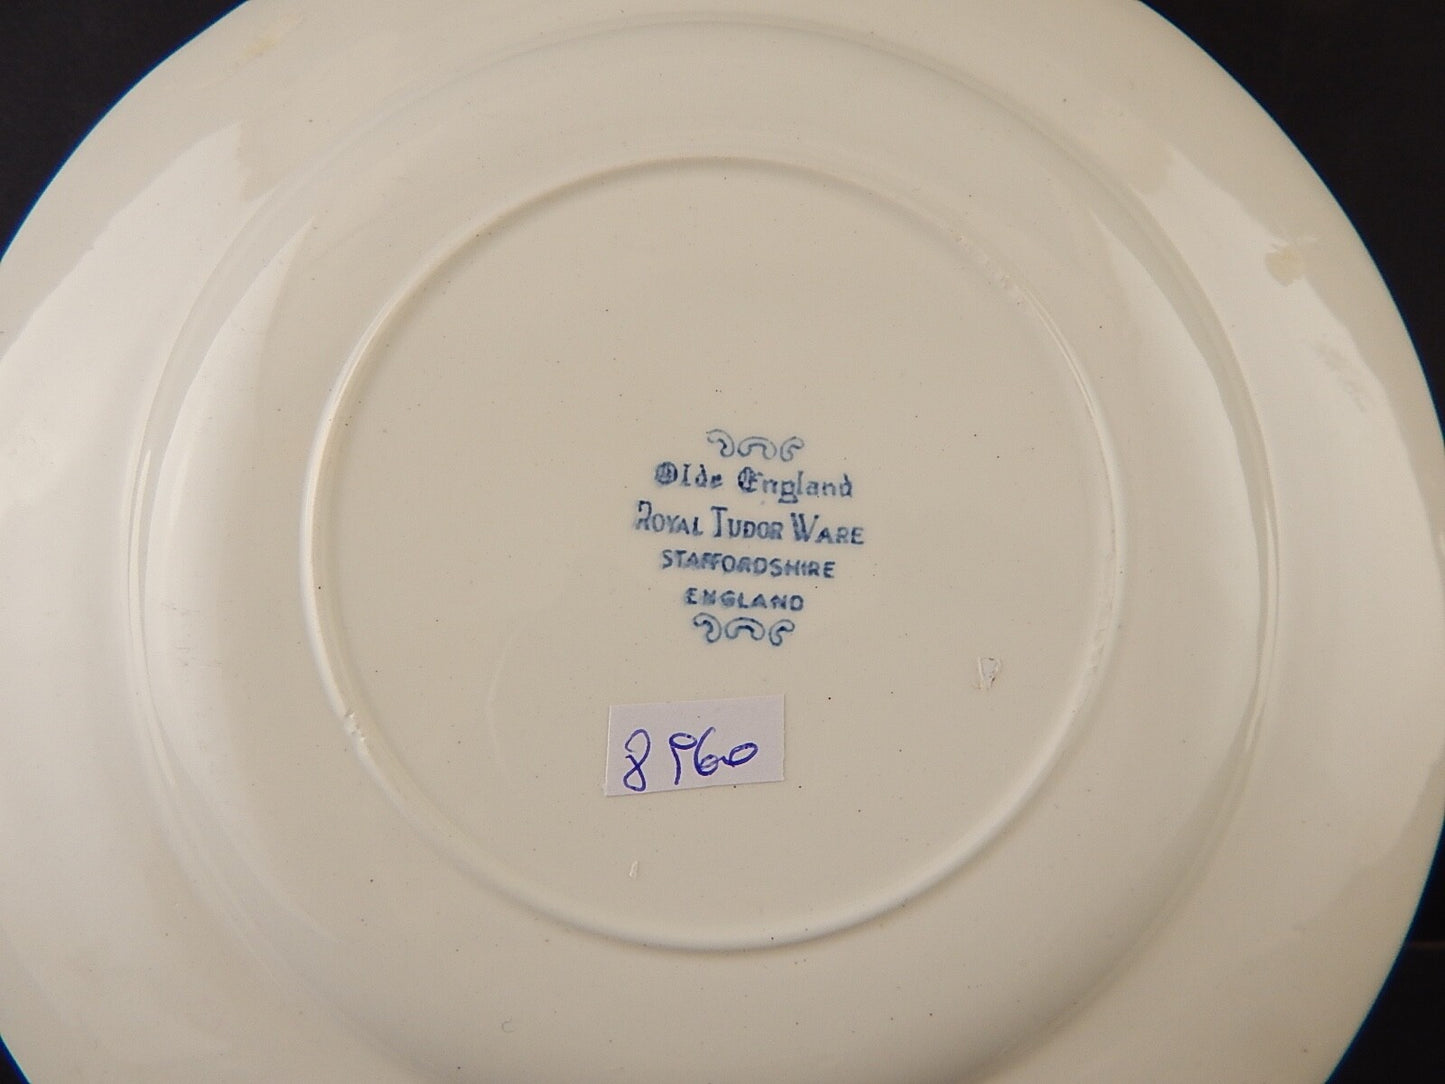 Olde England
ROYAL TUDOR WARE
STAFFORDSHIRE
ENGLAND
8960